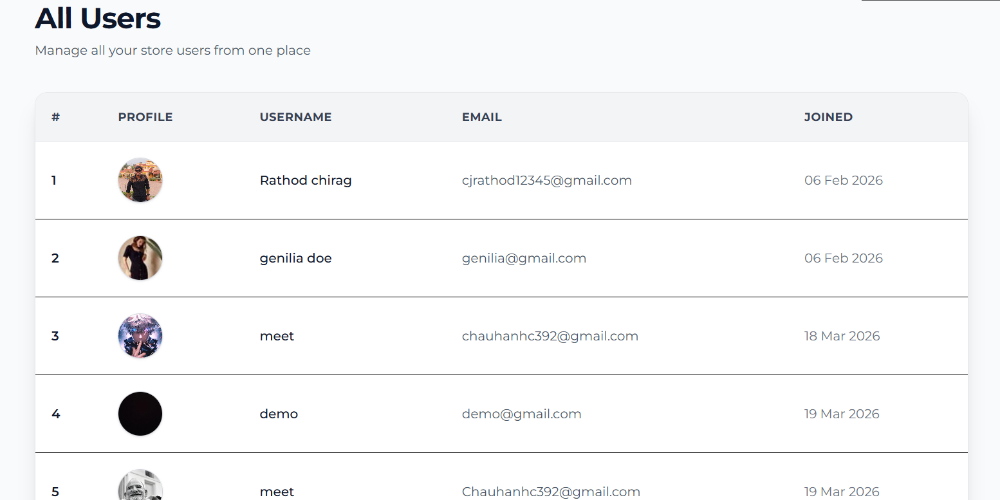 All Users
Manage all your store users from one place
# PROFILE USERNAME EMAIL JOINED
1 Rathod chirag cjrathod12345@gmail.com 06 Feb 2026
2 genilia doe genilia@gmail.com 06 Feb 2026
3 meet chauhanhc392@gmail.com 18 Mar 2026
4 demo demo@gmail.com 19 Mar 2026
5 meet Chauhanhc392@gmail.com 19 Mar 2026